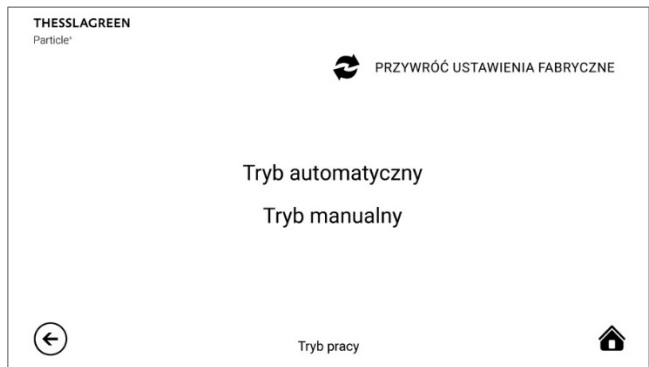 THESSLAGREEN
Particle⁺
PRZYWRÓĆ USTAWIENIA FABRYCZNE
Tryb automatyczny
Tryb manualny
Tryb pracy